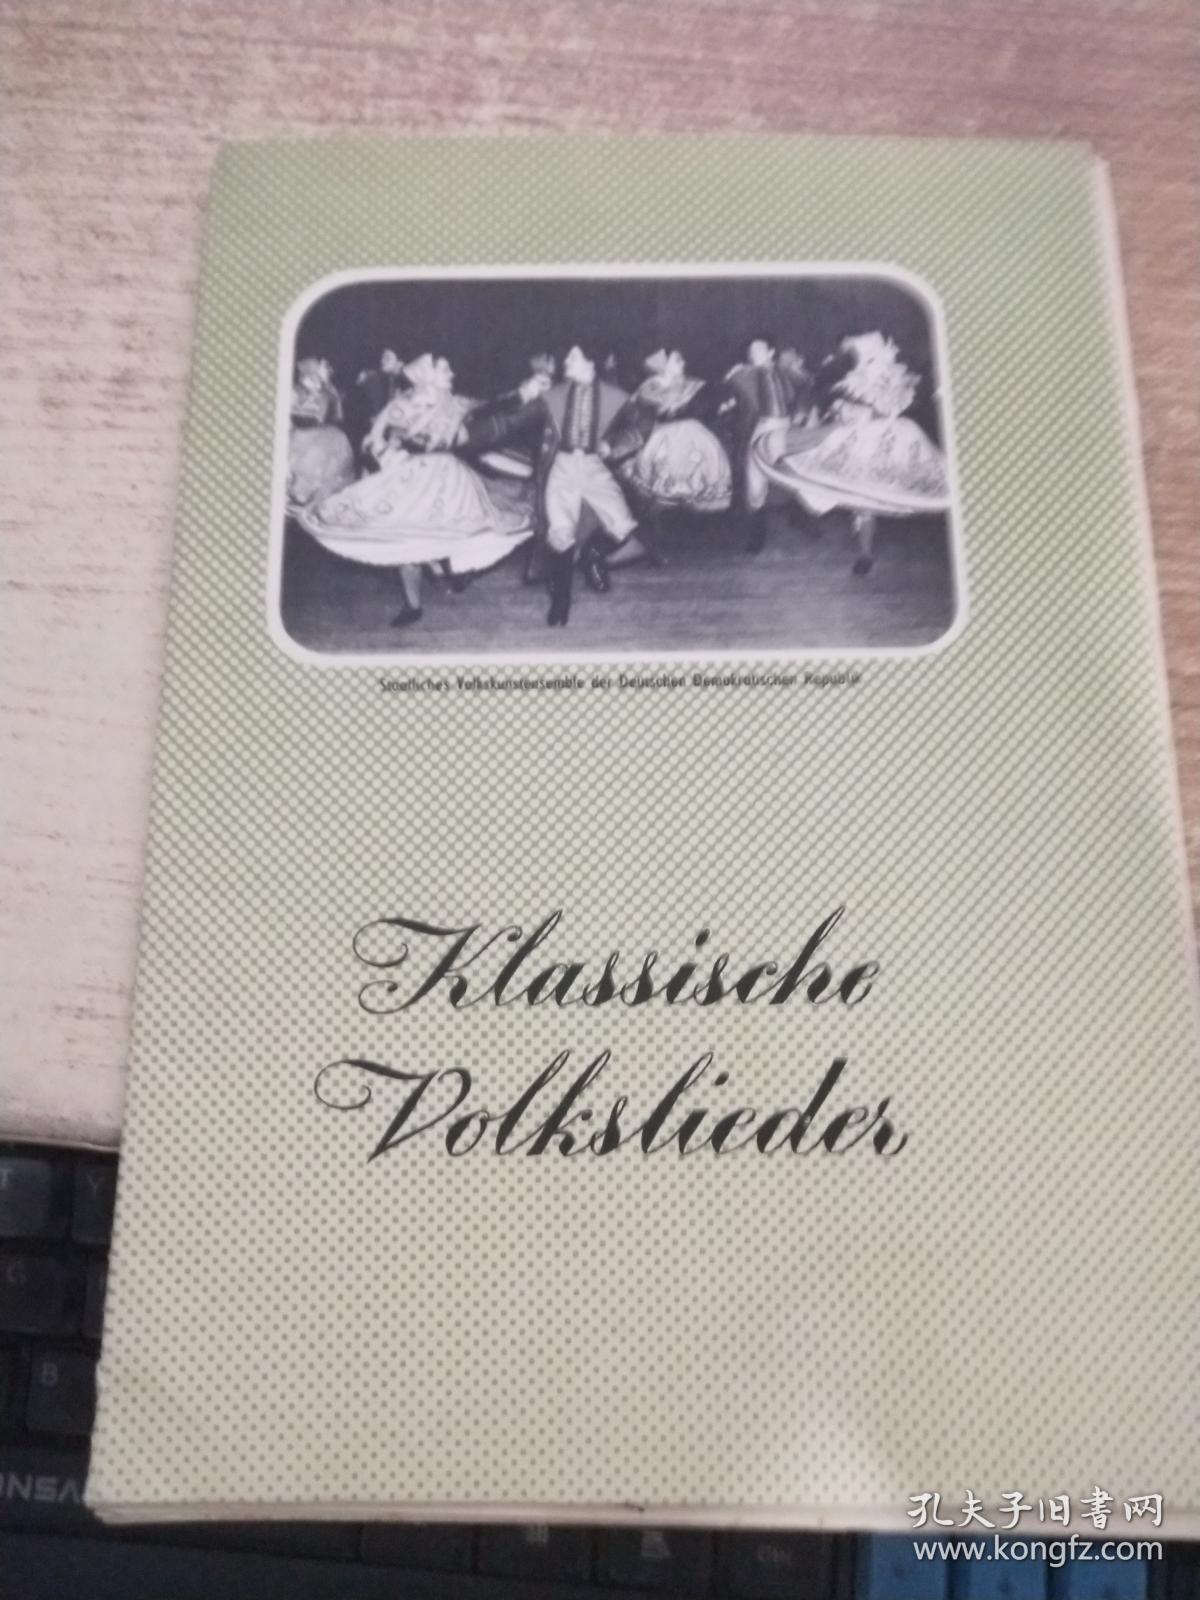 Staatliches Volkskunstensemble der Deutschen Demokratischen Republik
Klassische
Volkslieder
T
Y
G
B
孔夫子旧书网
www.kongfz.com